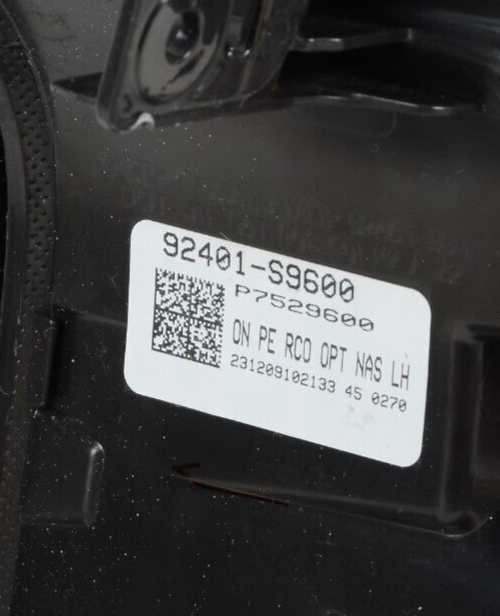 92401-S9600
P7529600
ON PE RCO OPT NAS LH
231209102133 45 0270